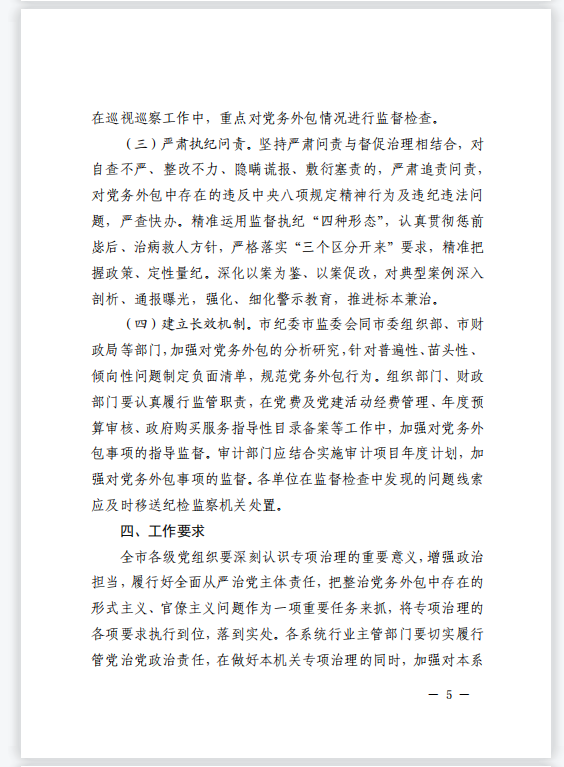 在巡视巡察工作中，重点对党务外包情况进行监督检查。
（三）严肃执纪问责。坚持严肃问责与督促治理相结合，对
自查不严、整改不力、隐瞒谎报、敷衍塞责的，严肃追责问责，
对党务外包中存在的违反中央八项规定精神行为及违纪违法问
题，严查快办。精准运用监督执纪“四种形态”，认真贯彻惩前
毖后、治病救人方针，严格落实“三个区分开来”要求，精准把
握政策、定性量纪。深化以案为鉴、以案促改，对典型案例深入
剖析、通报曝光，强化、细化警示教育，推进标本兼治。
（四）建立长效机制。市纪委市监委会同市委组织部、市财
政局等部门，加强对党务外包的分析研究，针对普遍性、苗头性、
倾向性问题制定负面清单，规范党务外包行为。组织部门、财政
部门要认真履行监管职责，在党费及党建活动经费管理、年度预
算审核、政府购买服务指导性目录备案等工作中，加强对党务外
包事项的指导监督。审计部门应结合实施审计项目年度计划，加
强对党务外包事项的监督。各单位在监督检查中发现的问题线索
应及时移送纪检监察机关处置。
四、工作要求
全市各级党组织要深刻认识专项治理的重要意义，增强政治
担当，履行好全面从严治党主体责任，把整治党务外包中存在的
形式主义、官僚主义问题作为一项重要任务来抓，将专项治理的
各项要求执行到位，落到实处。各系统行业主管部门要切实履行
管党治党政治责任，在做好本机关专项治理的同时，加强对本系
— 5 —